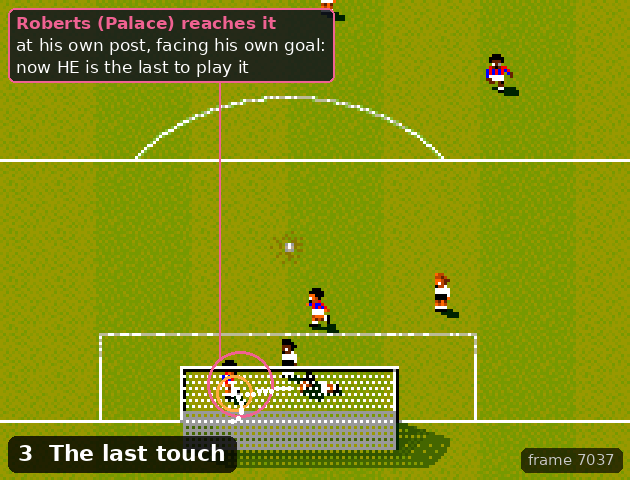 Roberts (Palace) reaches it
at his own post, facing his own goal:
now HE is the last to play it
3 The last touch
frame 7037